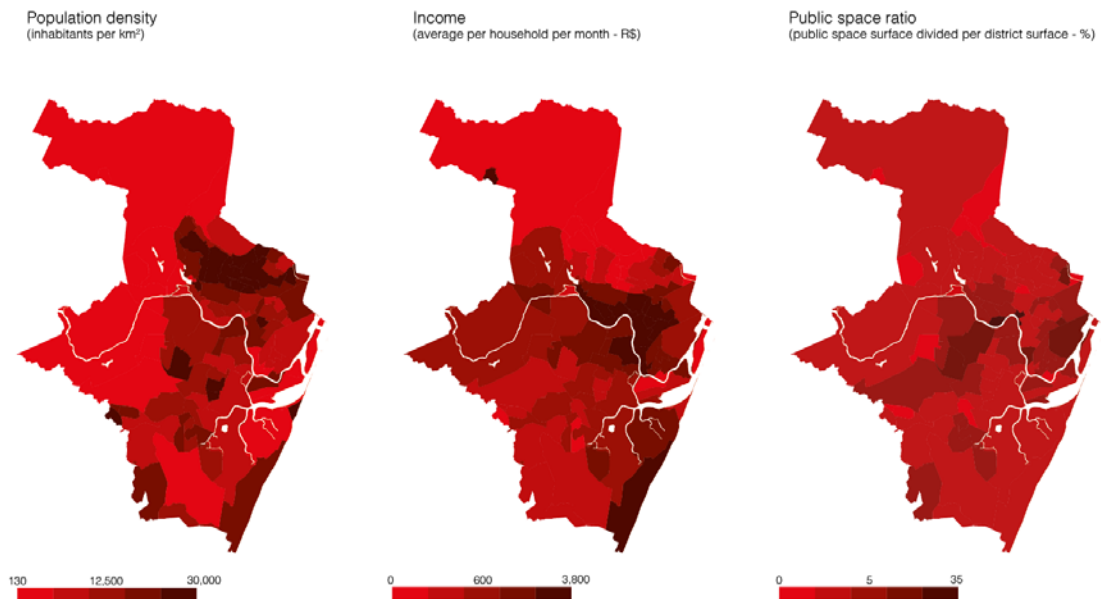 Population density
(inhabitants per km²)
Income
(average per household per month - R$)
Public space ratio
(public space surface divided per district surface - %)
130 12,500 30,000
0 600 3,800
0 5 35